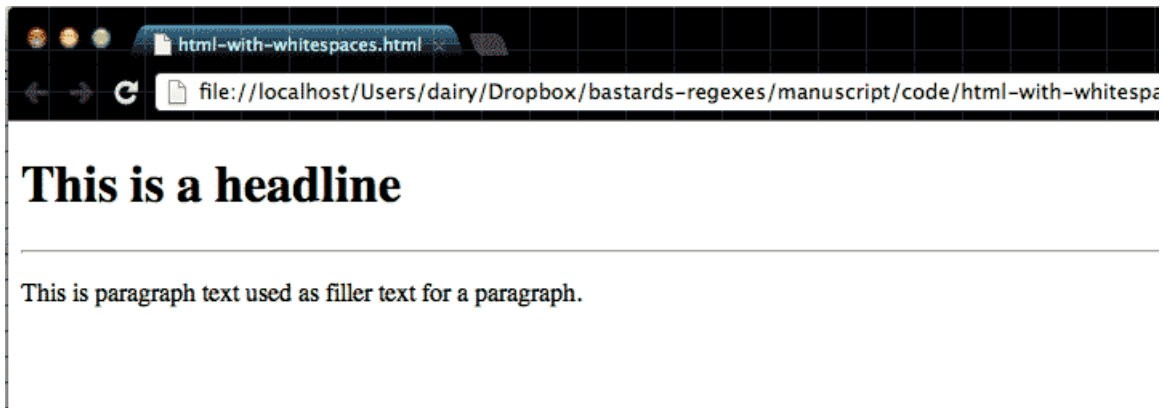 html-with-whitespaces.html
file://localhost/Users/dairy/Dropbox/bastards-regexes/manuscript/code/html-with-whitespa
This is a headline
This is paragraph text used as filler text for a paragraph.